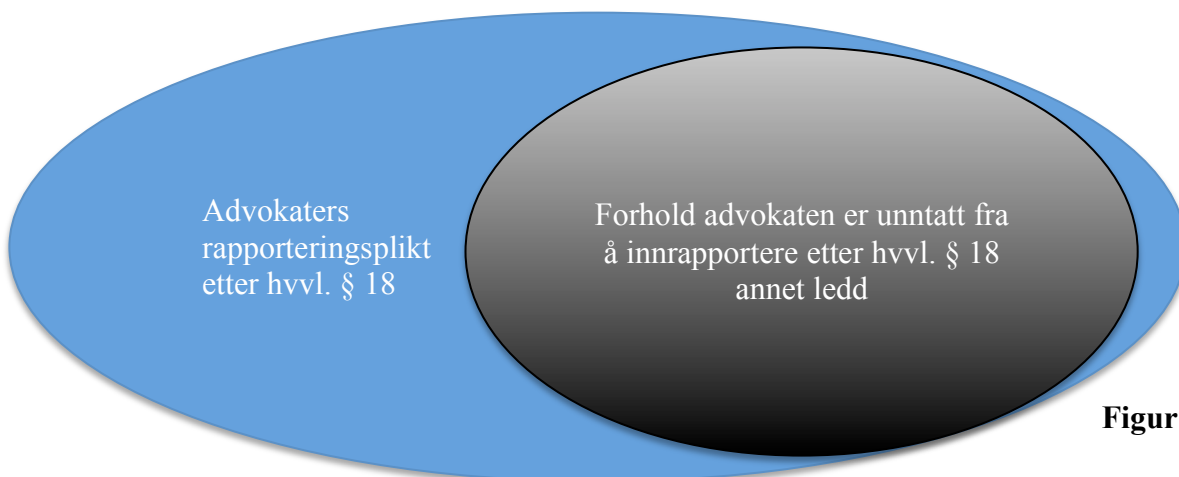 Advokaters
rapporteringsplikt
etter hvvl. § 18
Forhold advokaten er unntatt fra
å innrapportere etter hvvl. § 18
annet ledd
Figur